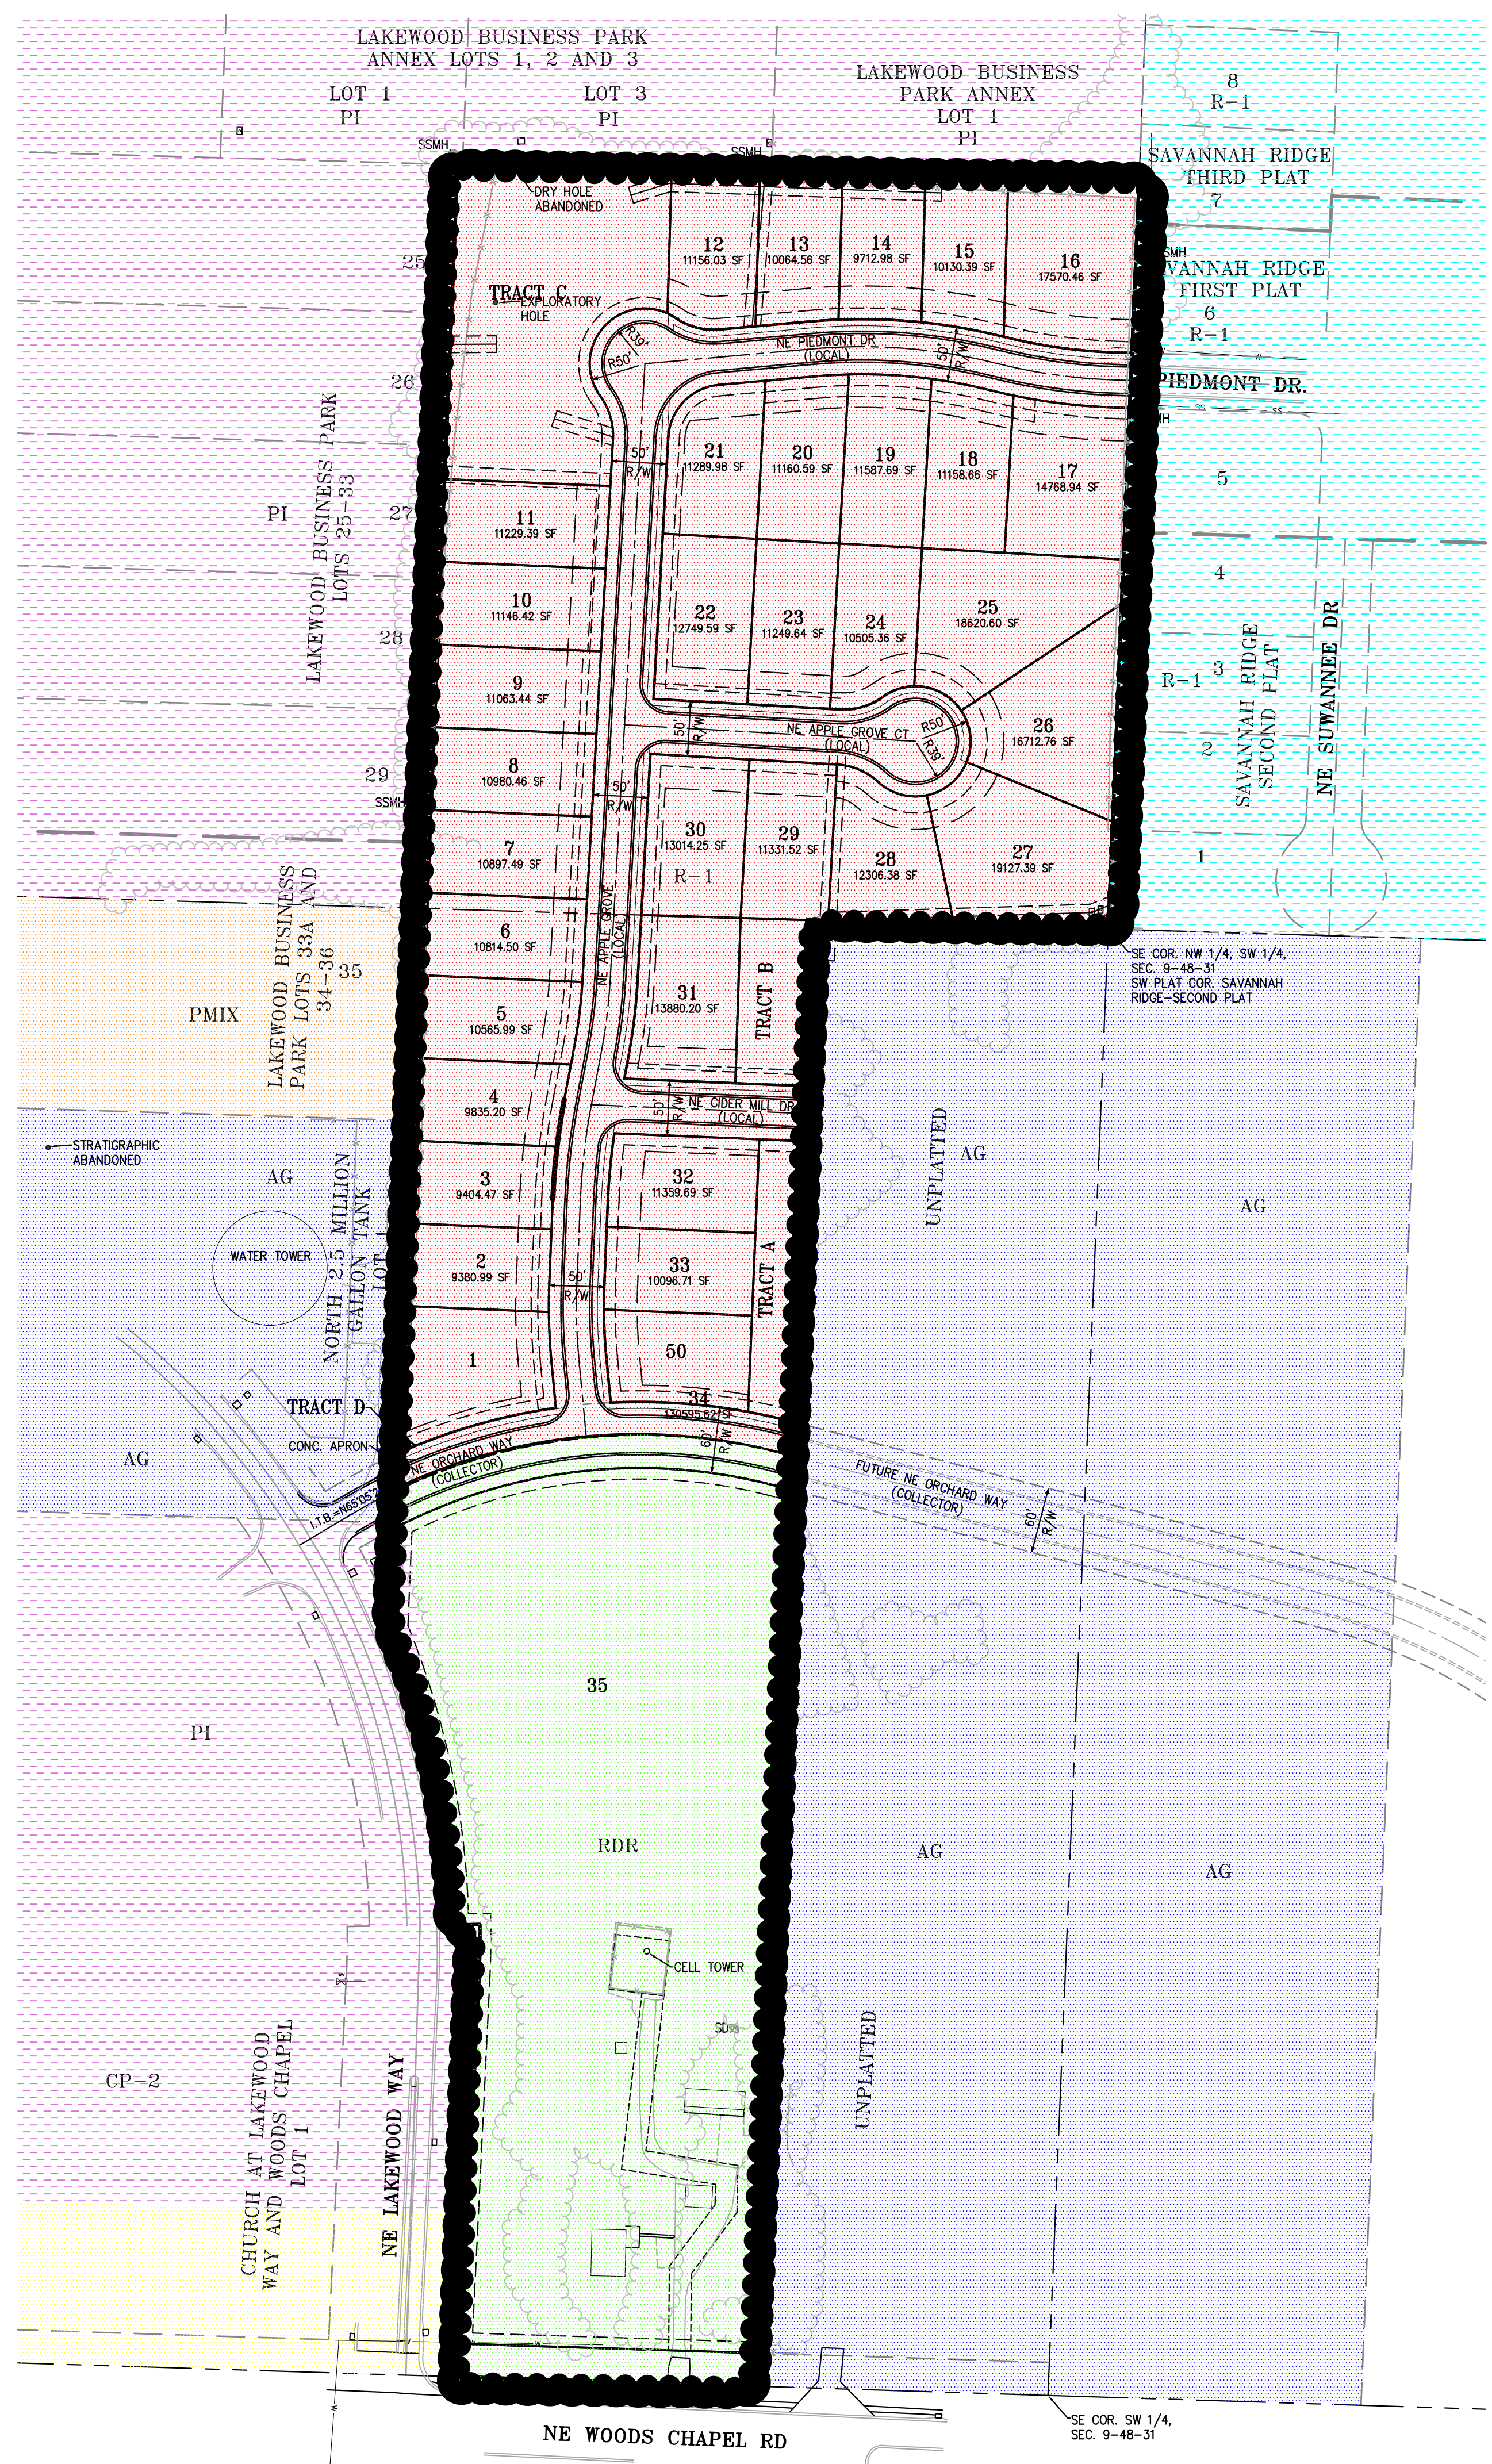 LAKEWOOD BUSINESS PARK
ANNEX LOTS 1, 2 AND 3
LOT 1
PI
LOT 3
PI
LAKEWOOD BUSINESS
PARK ANNEX
LOT 1
PI
8
R-1
SAVANNAH RIDGE
THIRD PLAT
7
SSMH
SSMH
DRY HOLE
ABANDONED
12
11156.03 SF
13
10064.56 SF
14
9712.98 SF
15
10130.39 SF
16
17570.46 SF
SMH
VANNAH RIDGE
FIRST PLAT
6
R-1
25
TRACT C
EXPLORATORY
HOLE
R39'
R50'
NE PIEDMONT DR
(LOCAL)
50'
R/W
PIEDMONT DR.
W
SS
SS
MH
26
LAKEWOOD BUSINESS PARK
LOTS 25-33
PI
27
50'
R/W
21
11289.98 SF
20
11160.59 SF
19
11587.69 SF
18
11158.66 SF
17
14768.94 SF
5
11
11229.39 SF
4
10
11146.42 SF
22
12749.59 SF
23
11249.64 SF
24
10505.36 SF
25
18620.60 SF
28
9
11063.44 SF
R-1
3
SAVANNAH RIDGE
SECOND PLAT
NE SUWANNEE DR
50'
R/W
NE APPLE GROVE CT
(LOCAL)
R50'
R39'
26
16712.76 SF
2
29
SSMH
8
10980.46 SF
50'
R/W
7
10897.49 SF
30
13014.25 SF
29
11331.52 SF
28
12306.38 SF
27
19127.39 SF
1
R-1
LAKEWOOD BUSINESS
PARK LOTS 33A AND
34-36
35
PMIX
6
10814.50 SF
NE APPLE GROVE
(LOCAL)
SE COR. NW 1/4, SW 1/4,
SEC. 9-48-31
SW PLAT COR. SAVANNAH
RIDGE-SECOND PLAT
5
10565.99 SF
31
13880.20 SF
TRACT B
4
9835.20 SF
50'
R/W
NE CIDER MILL DR
(LOCAL)
STRATIGRAPHIC
ABANDONED
AG
UNPLATTED
AG
AG
3
9404.47 SF
32
11359.69 SF
WATER TOWER
NORTH 2.5 MILLION
GALLON TANK
LOT 1
2
9380.99 SF
50'
R/W
33
10096.71 SF
TRACT A
1
50
34
130595.62 SF
TRACT D
CONC. APRON
AG
NE ORCHARD WAY
(COLLECTOR)
60'
R/W
FUTURE NE ORCHARD WAY
(COLLECTOR)
60'
R/W
I.T.B.=N65°05'2
35
PI
RDR
AG
AG
CELL TOWER
CP-2
CHURCH AT LAKEWOOD
WAY AND WOODS CHAPEL
LOT 1
NE LAKEWOOD WAY
UNPLATTED
W
W
W
W
SE COR. SW 1/4,
SEC. 9-48-31
NE WOODS CHAPEL RD